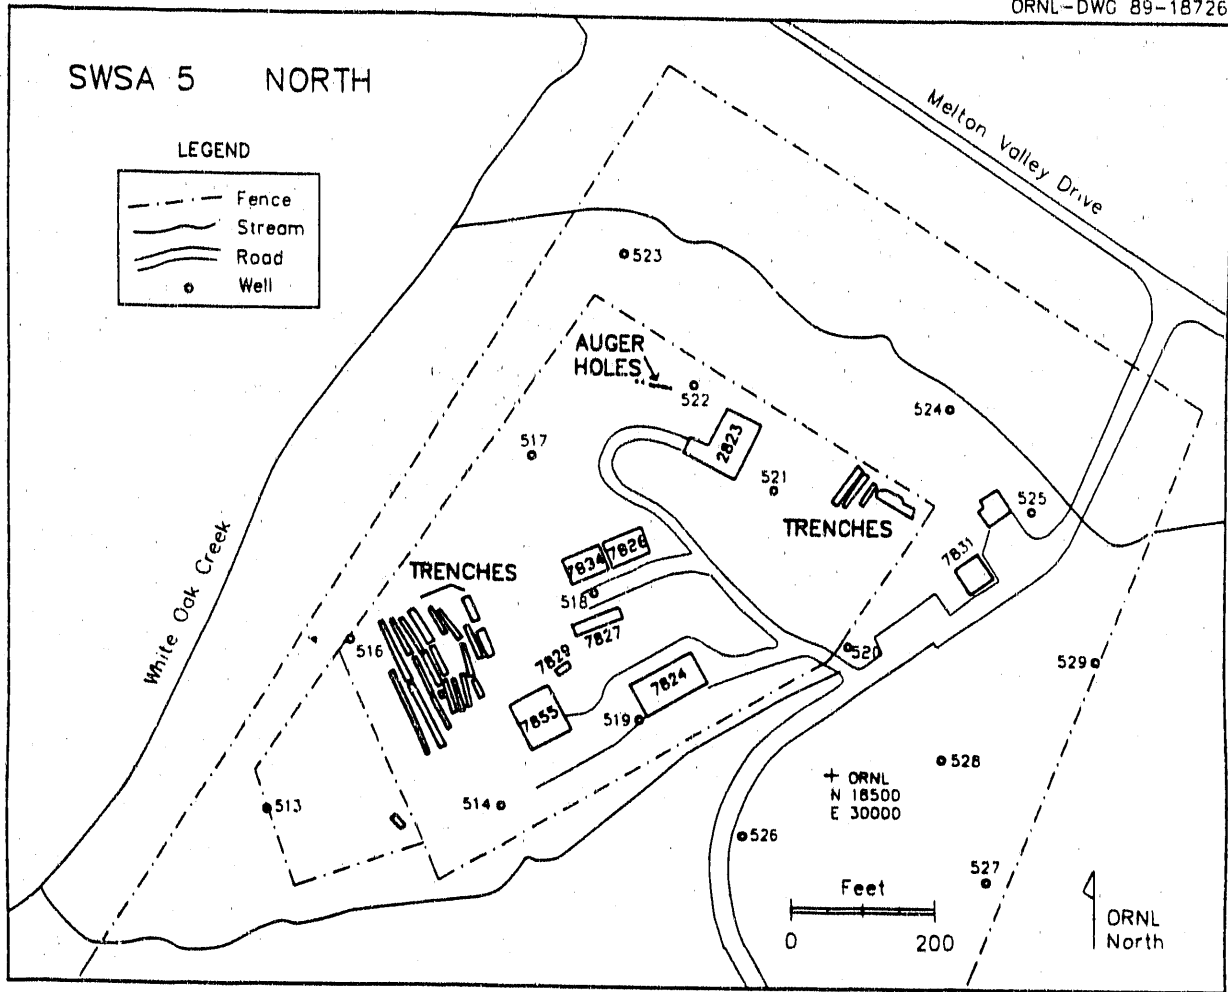 ORNL-DWG 89-18726
SWSA 5 NORTH
LEGEND
Fence
Stream
Road
Well
Melton Valley Drive
White Oak Creek
523
AUGER
HOLES
522
524
517
2823
521
525
TRENCHES
7831
7834
7826
TRENCHES
518
7827
516
520
7829
529
7824
7855
519
528
+ ORNL
N 18500
E 30000
513
514
526
527
Feet
0 200
ORNL
North